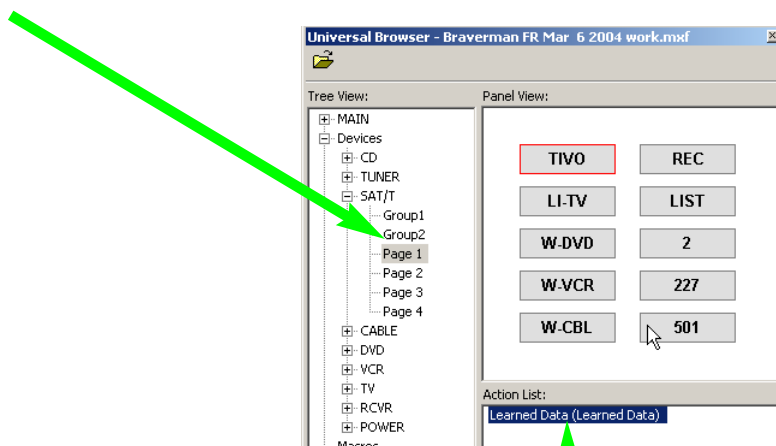 Universal Browser - Braverman FR Mar 6 2004 work.mxf
Tree View:
MAIN
Devices
CD
TUNER
SAT/T
Group1
Group2
Page 1
Page 2
Page 3
Page 4
CABLE
DVD
VCR
TV
RCVR
POWER
Macros
Panel View:
TIVO REC
LI-TV LIST
W-DVD 2
W-VCR 227
W-CBL 501
Action List:
Learned Data (Learned Data)